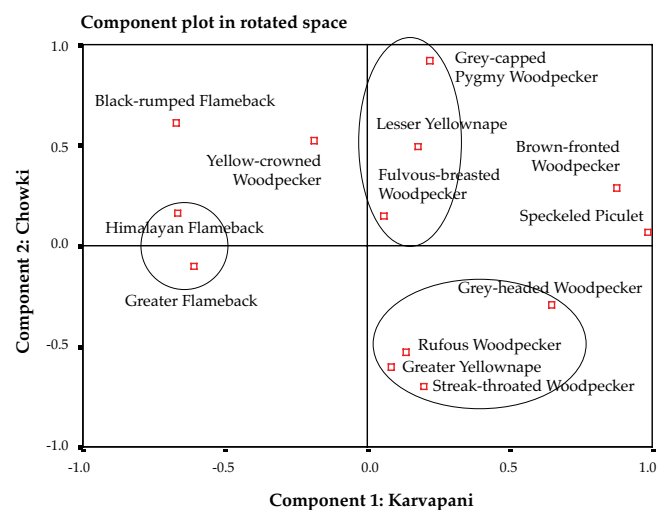 Component plot in rotated space
1.0
Grey-capped
Pygmy Woodpecker
Black-rumped Flameback
Lesser Yellownape
0.5
Yellow-crowned
Woodpecker
Brown-fronted
Woodpecker
Fulvous-breasted
Woodpecker
Speckeled Piculet
Himalayan Flameback
0.0
Greater Flameback
Grey-headed Woodpecker
-0.5
Rufous Woodpecker
Greater Yellownape
Streak-throated Woodpecker
-1.0
-1.0 -0.5 0.0 0.5 1.0
Component 1: Karvapani
Component 2: Chowki